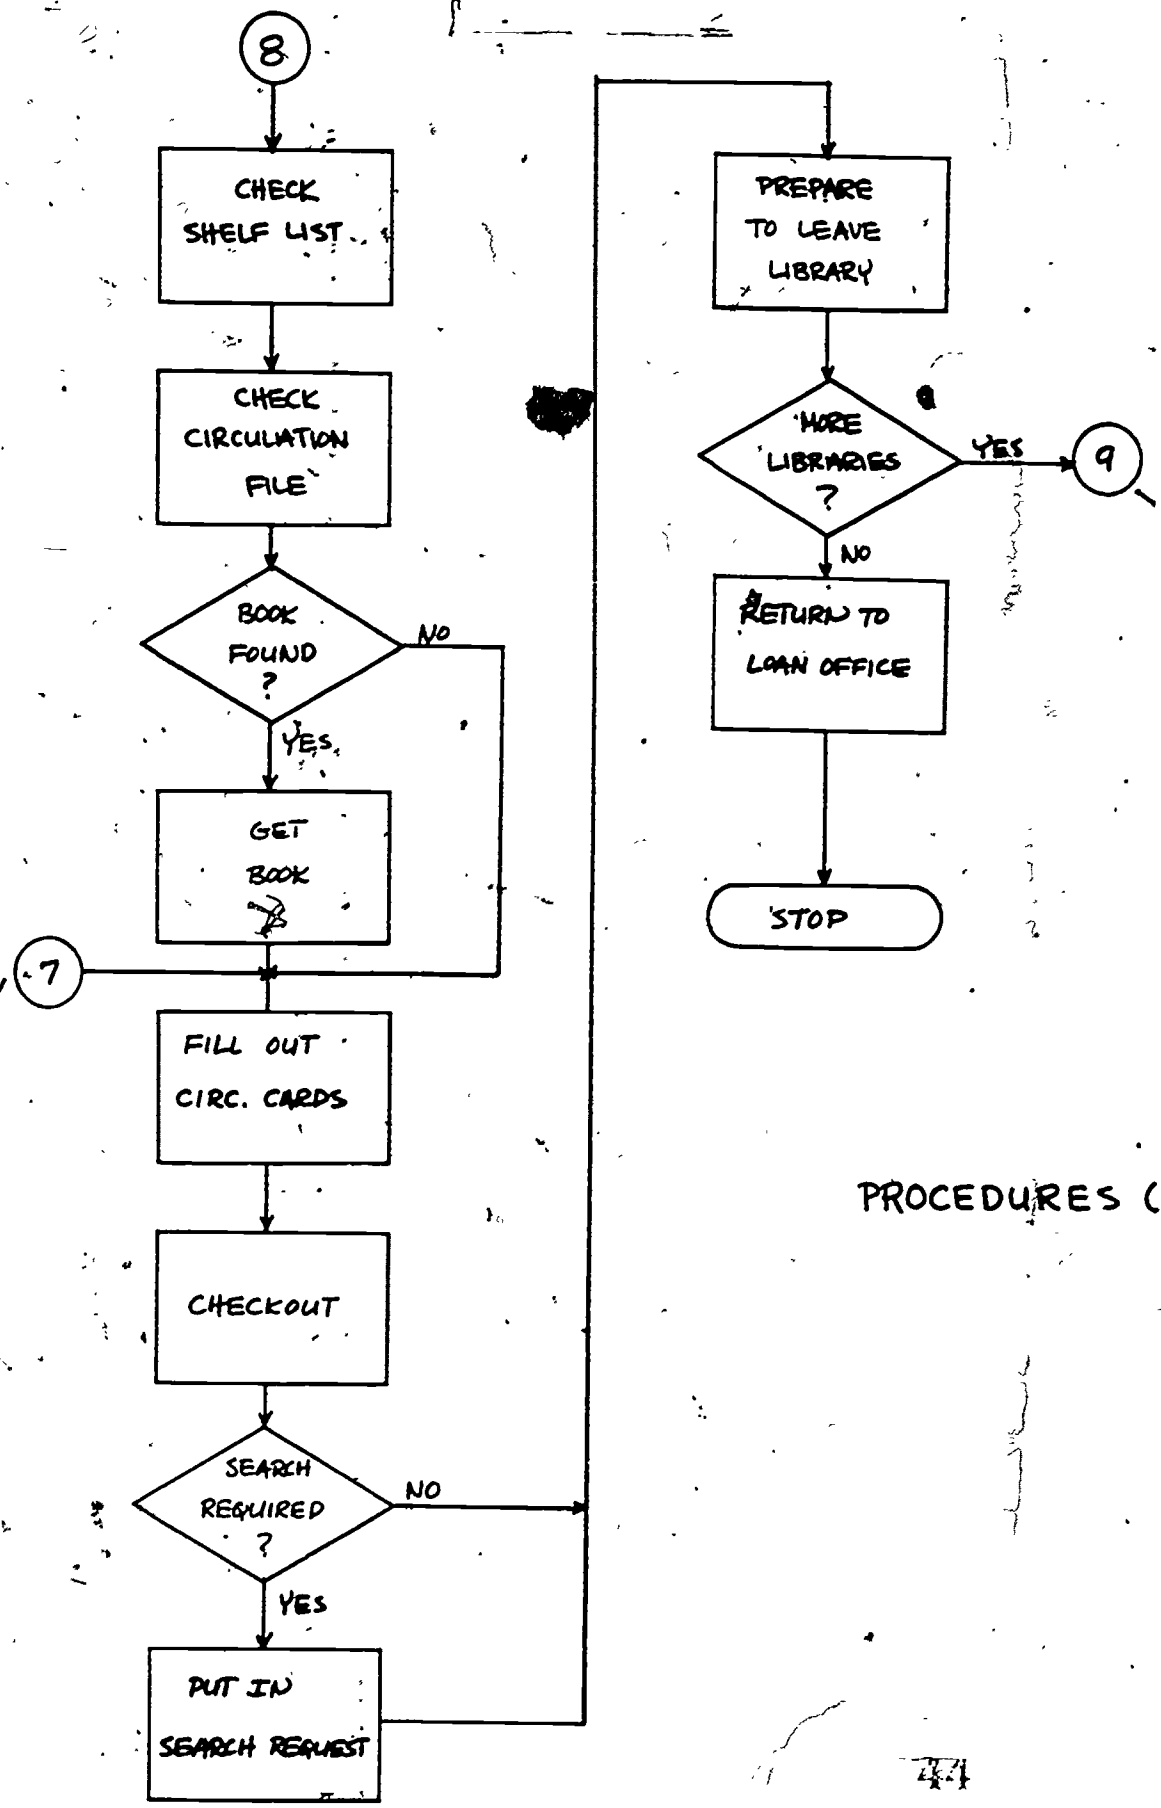 8
CHECK
SHELF LIST
CHECK
CIRCULATION
FILE
BOOK
FOUND
?
NO
YES
GET
BOOK
7
FILL OUT
CIRC. CARDS
CHECKOUT
SEARCH
REQUIRED
?
NO
YES
PUT IN
SEARCH REQUEST
PREPARE
TO LEAVE
LIBRARY
MORE
LIBRARIES
?
YES
9
NO
RETURN TO
LOAN OFFICE
STOP
PROCEDURES (